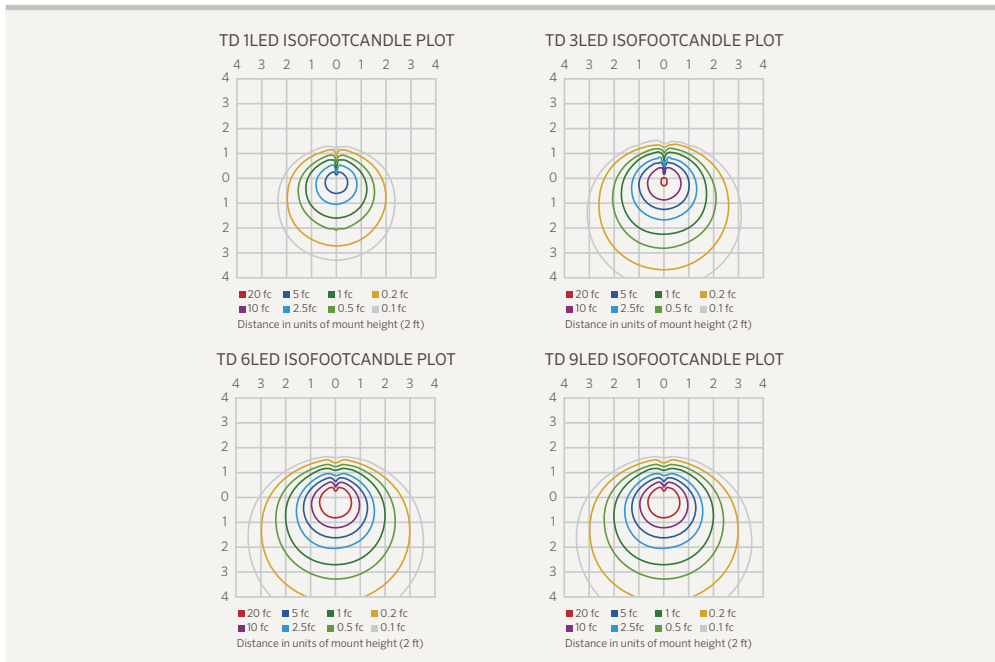 TD 1LED ISOFOOTCANDLE PLOT
4 3 2 1 0 1 2 3 4
4
3
2
1
0
1
2
3
4
20 fc 5 fc 1 fc 0.2 fc
10 fc 2.5fc 0.5 fc 0.1 fc
Distance in units of mount height (2 ft)
TD 3LED ISOFOOTCANDLE PLOT
4 3 2 1 0 1 2 3 4
4
3
2
1
0
1
2
3
4
20 fc 5 fc 1 fc 0.2 fc
10 fc 2.5fc 0.5 fc 0.1 fc
Distance in units of mount height (2 ft)
TD 6LED ISOFOOTCANDLE PLOT
4 3 2 1 0 1 2 3 4
4
3
2
1
0
1
2
3
4
20 fc 5 fc 1 fc 0.2 fc
10 fc 2.5fc 0.5 fc 0.1 fc
Distance in units of mount height (2 ft)
TD 9LED ISOFOOTCANDLE PLOT
4 3 2 1 0 1 2 3 4
4
3
2
1
0
1
2
3
4
20 fc 5 fc 1 fc 0.2 fc
10 fc 2.5fc 0.5 fc 0.1 fc
Distance in units of mount height (2 ft)